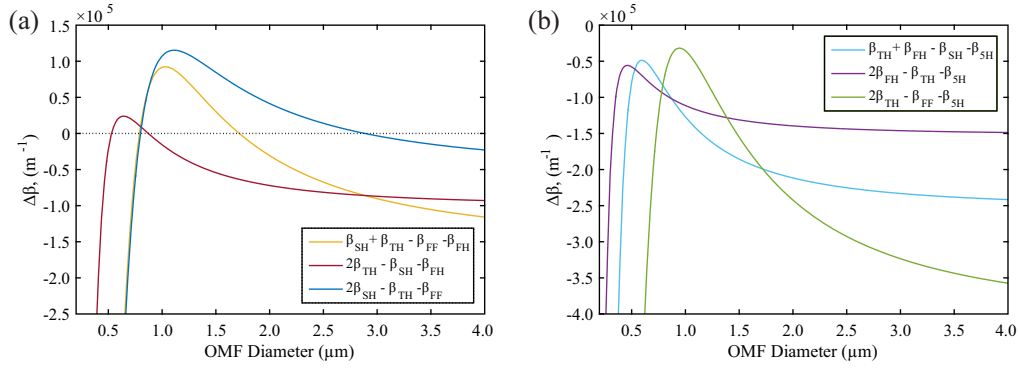 (a)
×10 5
1.5
1.0
0.5
0
-0.5
-1.0
-1.5
-2.0
-2.5
Δβ, (m⁻¹)
0.5 1.0 1.5 2.0 2.5 3.0 3.5 4.0
OMF Diameter (µm)
β_SH + β_TH - β_FF - β_FH
2β_TH - β_SH - β_FH
2β_SH - β_TH - β_FF
(b)
×10 5
0
-0.5
-1.0
-1.5
-2.0
-2.5
-3.0
-3.5
-4.0
Δβ, (m⁻¹)
0.5 1.0 1.5 2.0 2.5 3.0 3.5 4.0
OMF Diameter (µm)
β_TH + β_FH - β_SH - β_5H
2β_FH - β_TH - β_5H
2β_TH - β_FF - β_5H